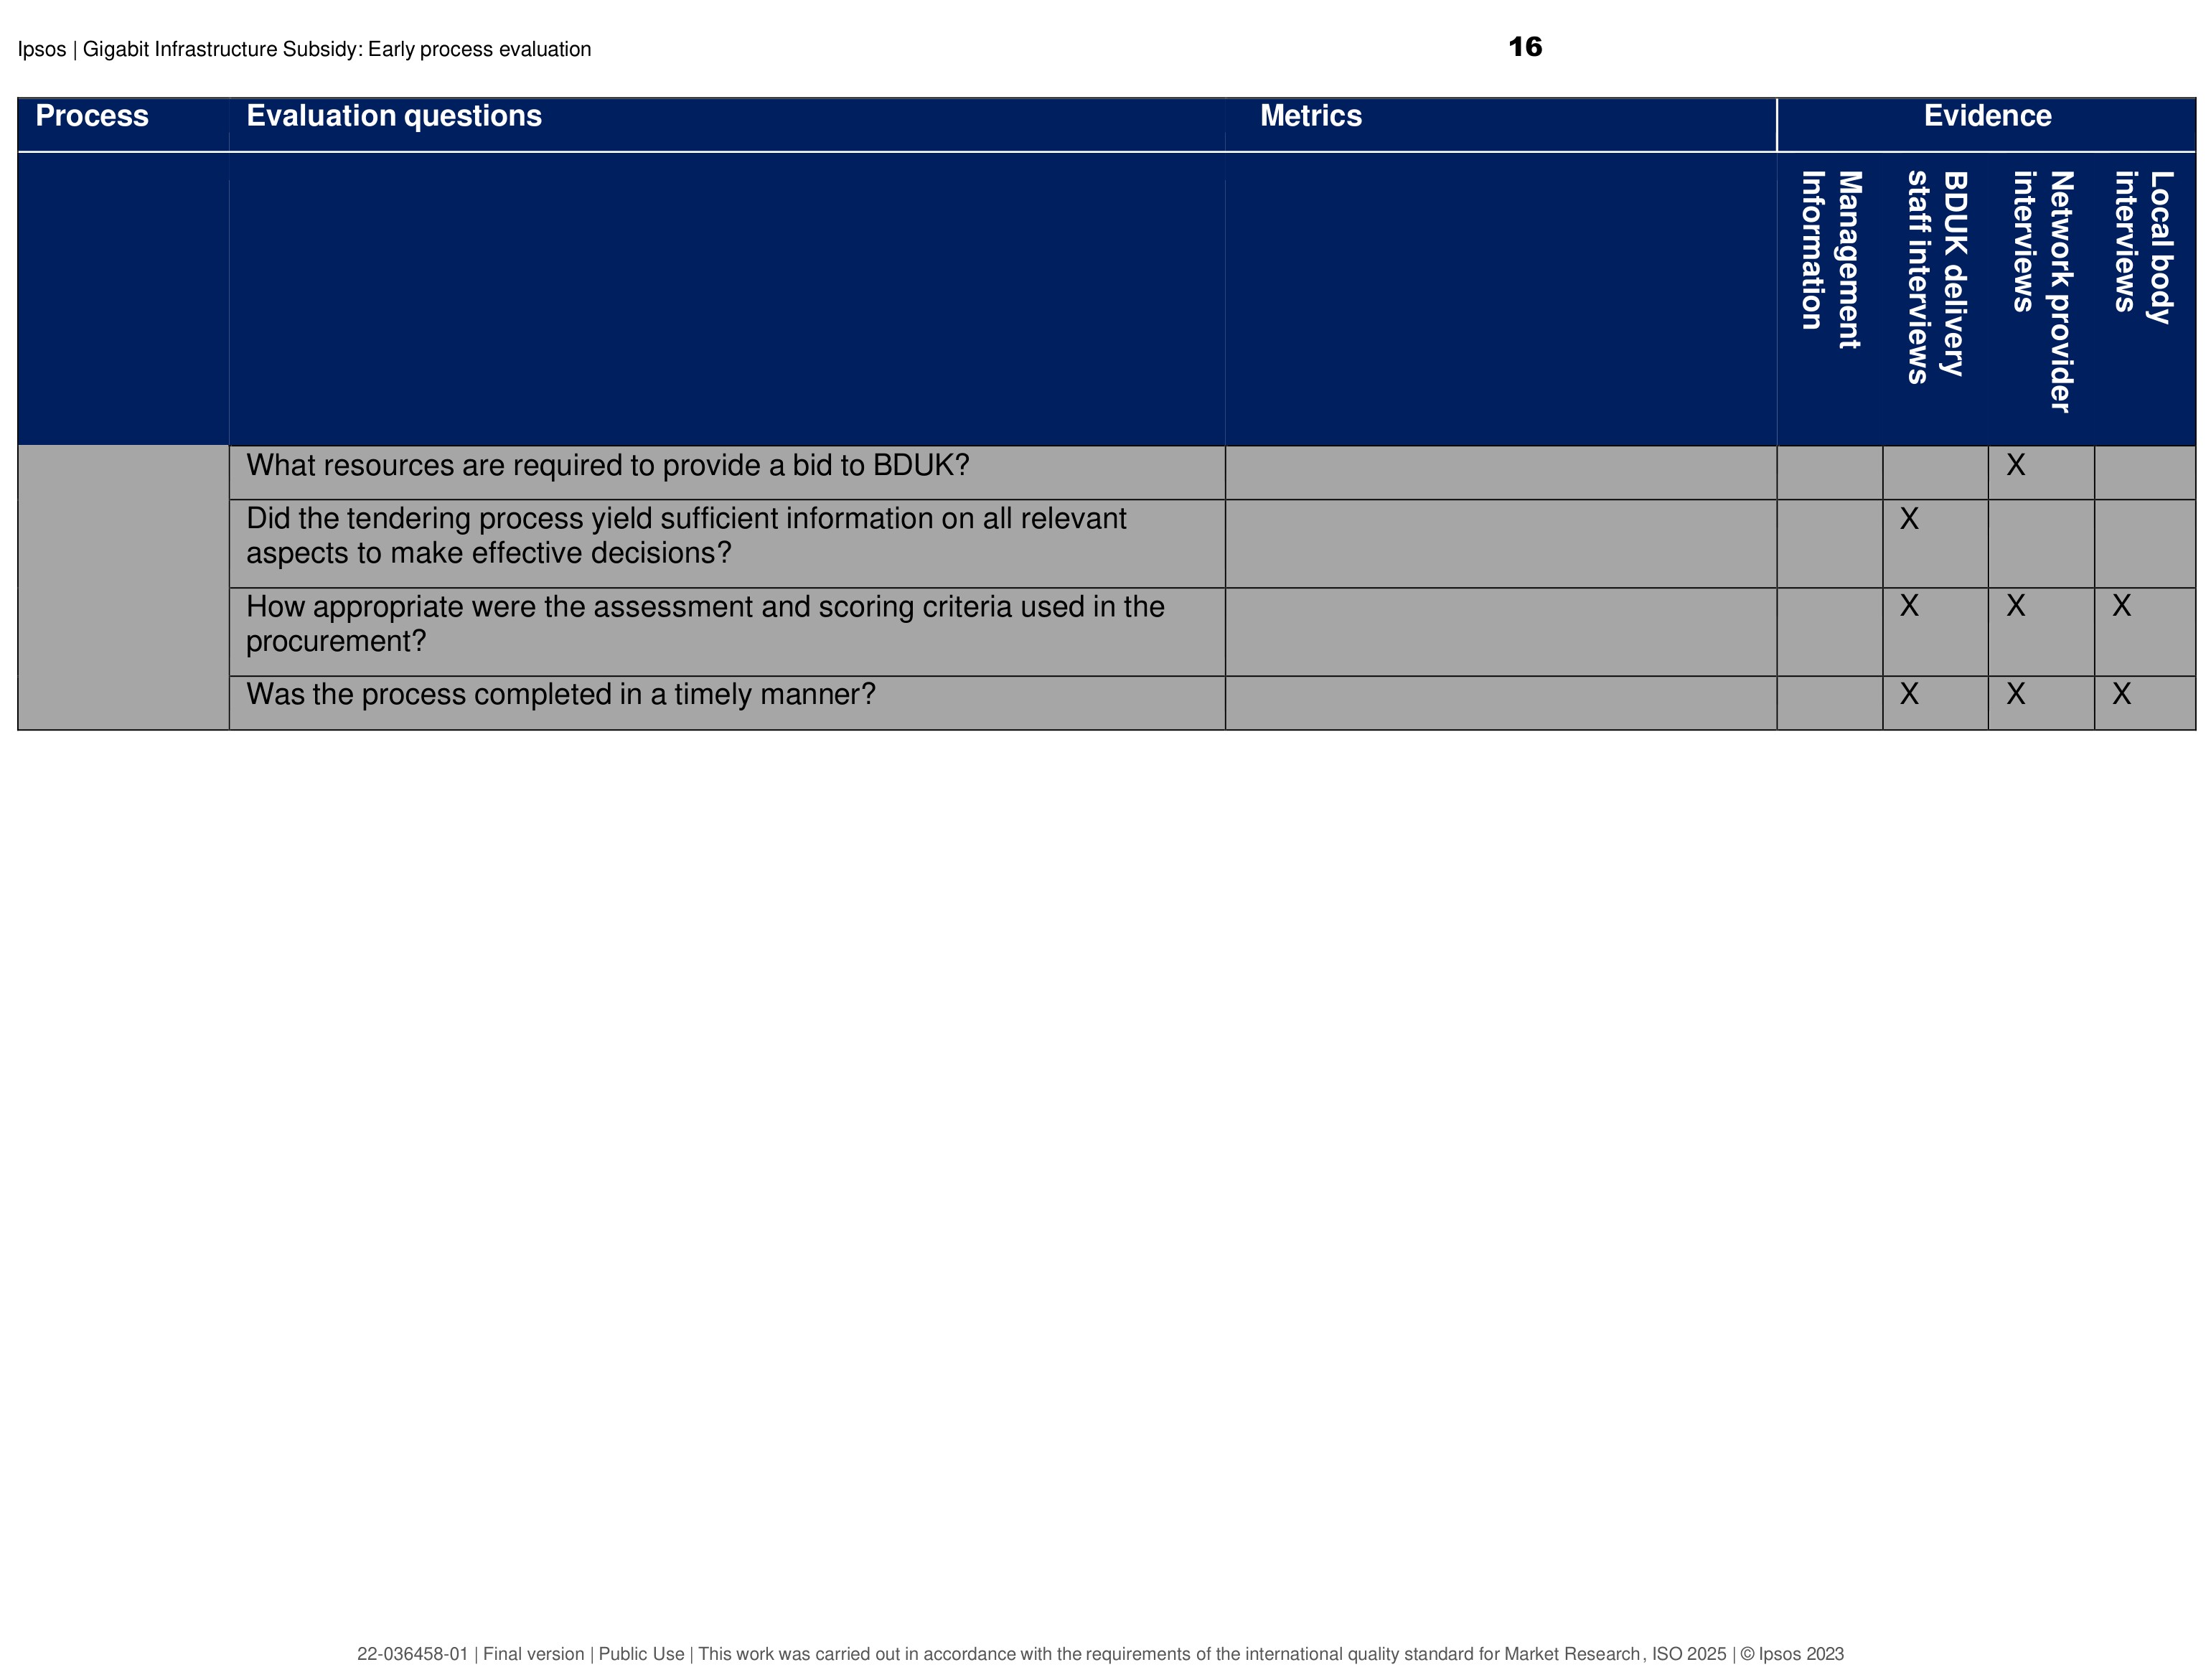 Ipsos | Gigabit Infrastructure Subsidy: Early process evaluation 16
Process Evaluation questions Metrics Evidence
Management
Information
BDUK delivery
staff interviews
Network provider
interviews
Local body
interviews
What resources are required to provide a bid to BDUK? X
Did the tendering process yield sufficient information on all relevant X
aspects to make effective decisions?
How appropriate were the assessment and scoring criteria used in the X X X
procurement?
Was the process completed in a timely manner? X X X
22-036458-01 | Final version | Public Use | This work was carried out in accordance with the requirements of the international quality standard for Market Research, ISO 2025 | © Ipsos 2023